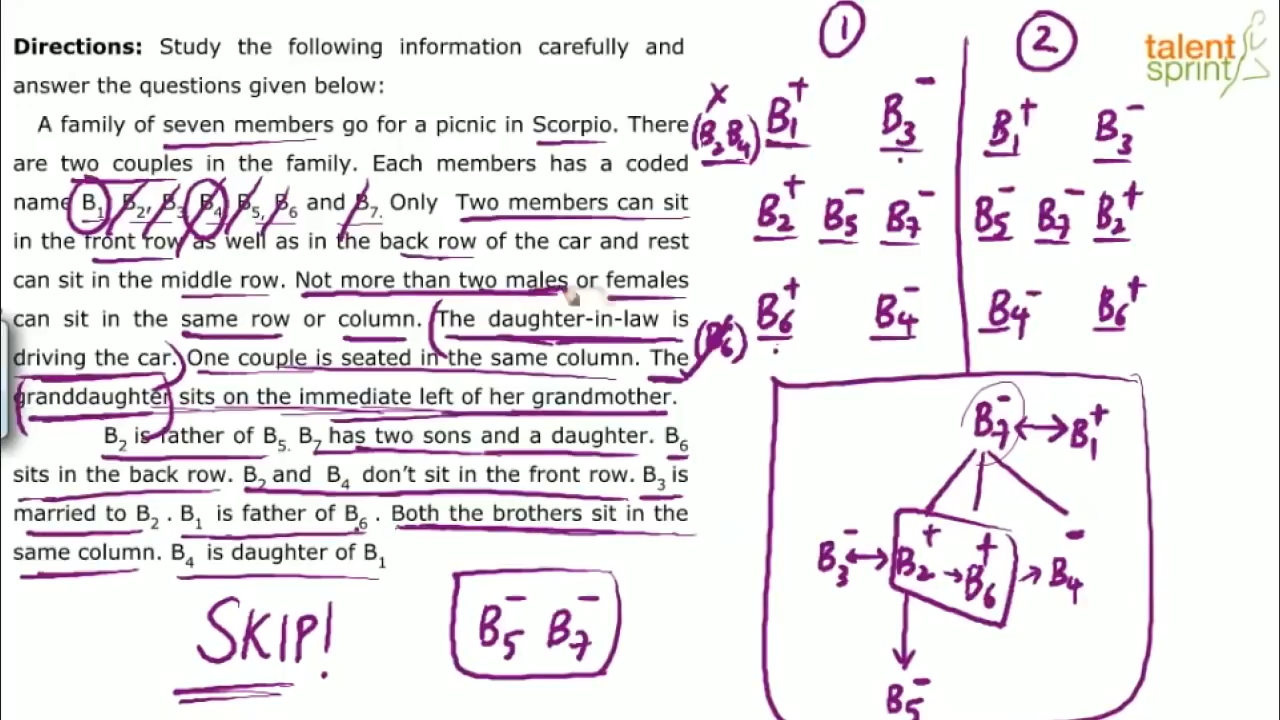 Directions: Study the following information carefully and
answer the questions given below:
A family of seven members go for a picnic in Scorpio. There
are two couples in the family. Each members has a coded
name B1, B2, B3, B4, B5, B6 and B7. Only Two members can sit
in the front row as well as in the back row of the car and rest
can sit in the middle row. Not more than two males or females
can sit in the same row or column. The daughter-in-law is
driving the car. One couple is seated in the same column. The
granddaughter sits on the immediate left of her grandmother.
B2 is father of B5. B7 has two sons and a daughter. B6
sits in the back row. B2 and B4 don't sit in the front row. B3 is
married to B2 . B1 is father of B6 . Both the brothers sit in the
same column. B4 is daughter of B1
SKIP!
B5- B7-
1
X
(B2 B4) B1+ B3-
B2+ B5- B7-
(B6) B6+ B4-
2
B1+ B3-
B5- B7- B2+
B4- B6+
B7- ↔ B1+
B3- ↔ B2+ → B6+ → B4-
B5-
talent
sprint